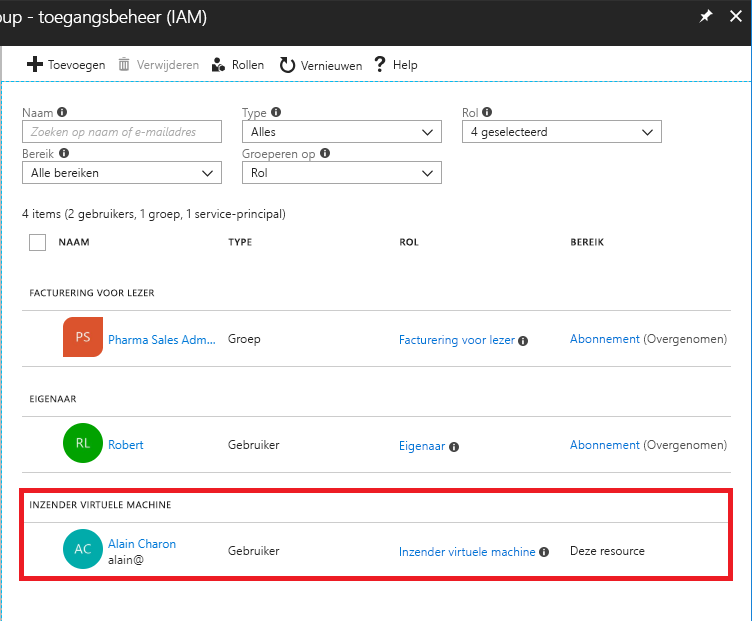 oup - toegangsbeheer (IAM)
Toevoegen Verwijderen Rollen Vernieuwen ? Help
Naam Type Rol
Zoeken op naam of e-mailadres Alles 4 geselecteerd
Bereik Groeperen op
Alle bereiken Rol
4 items (2 gebruikers, 1 groep, 1 service-principal)
NAAM TYPE ROL BEREIK
FACTURERING VOOR LEZER
PS Pharma Sales Adm... Groep Facturering voor lezer Abonnement (Overgenomen)
EIGENAAR
RL Robert Gebruiker Eigenaar Abonnement (Overgenomen)
INZENDER VIRTUELE MACHINE
AC Alain Charon Gebruiker Inzender virtuele machine Deze resource
alain@